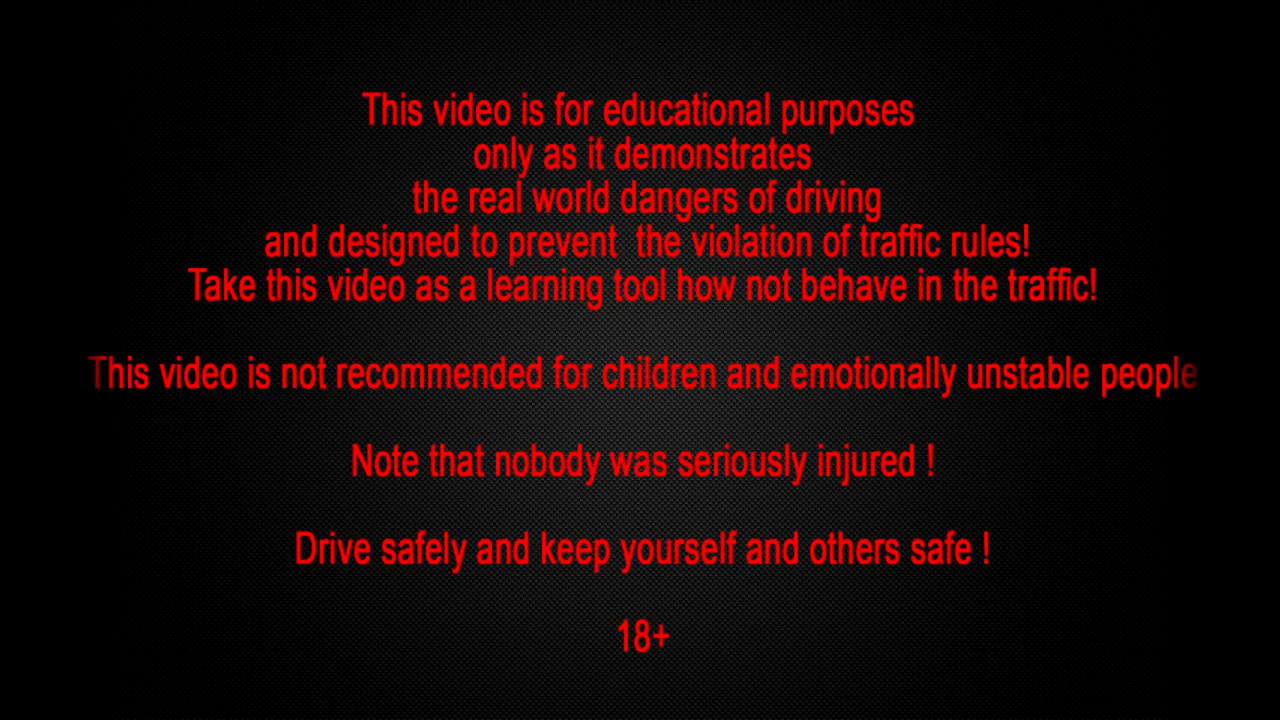 This video is for educational purposes
only as it demonstrates
the real world dangers of driving
and designed to prevent  the violation of traffic rules!
Take this video as a learning tool how not behave in the traffic!
This video is not recommended for children and emotionally unstable people
Note that nobody was seriously injured !
Drive safely and keep yourself and others safe !
18+